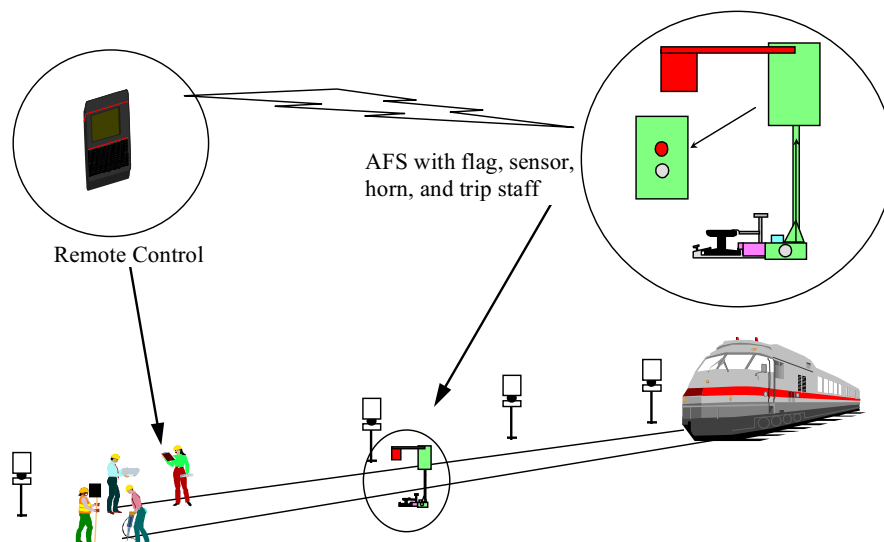 AFS with flag, sensor,
horn, and trip staff
Remote Control